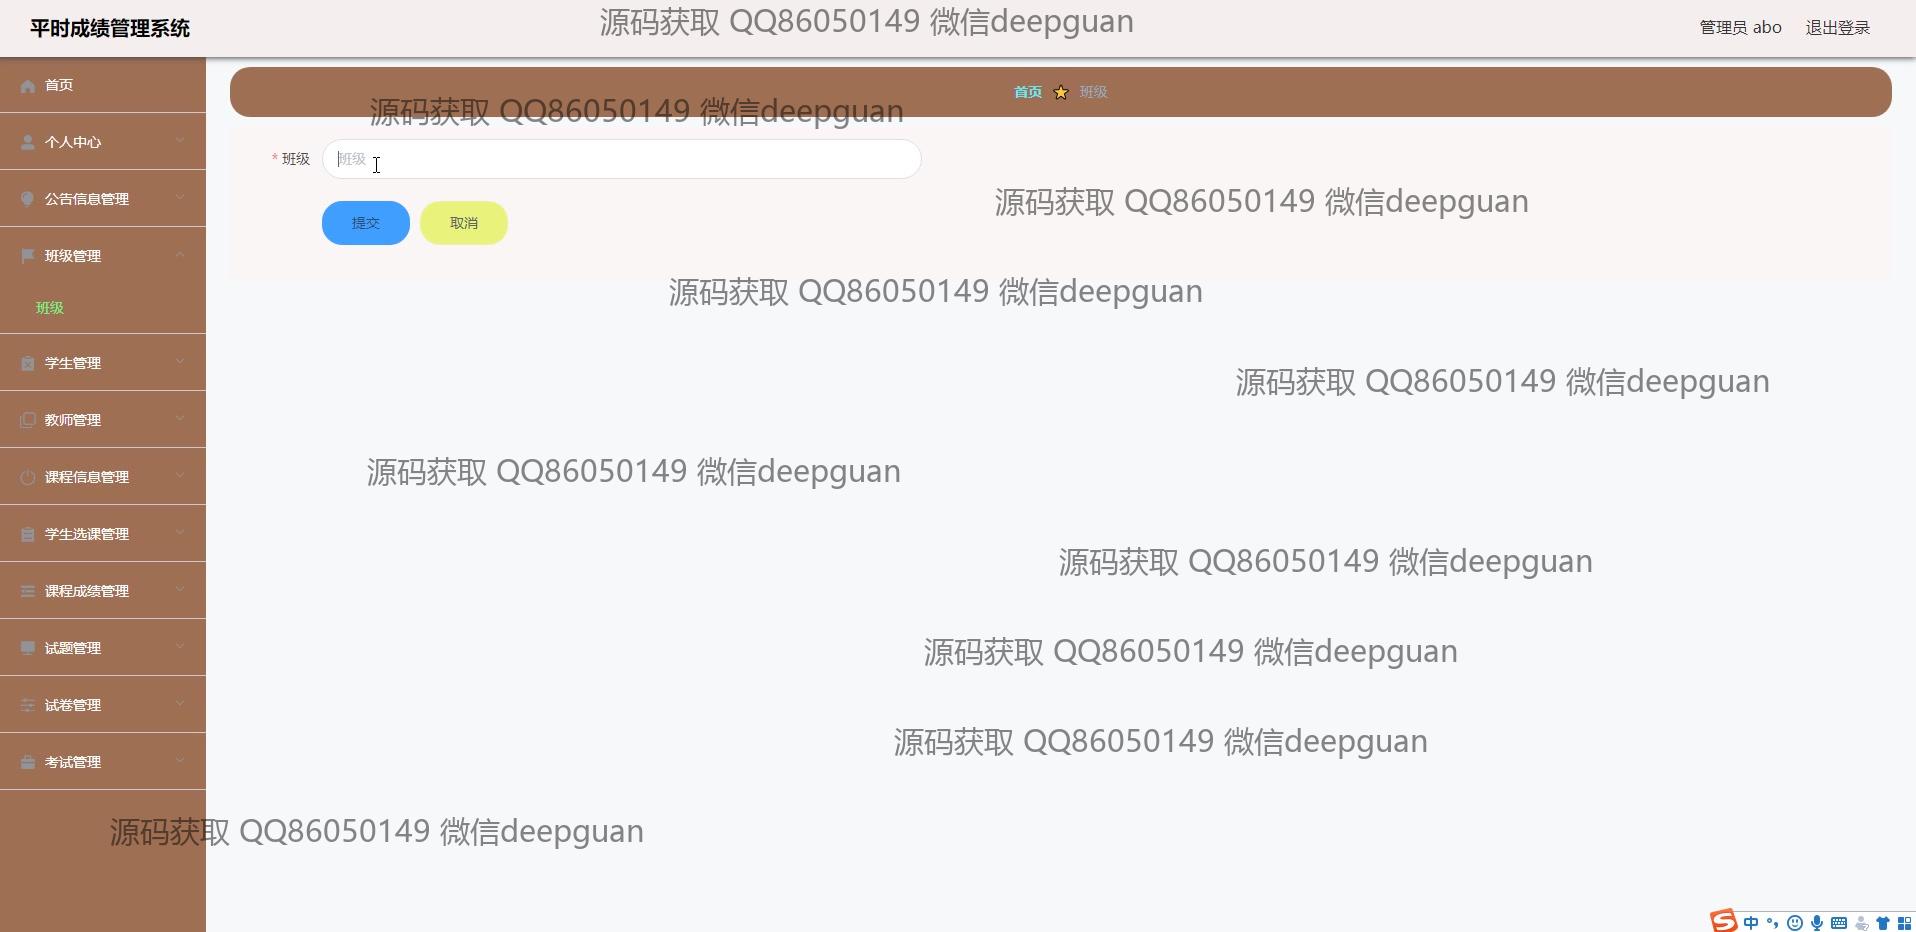 平时成绩管理系统
源码获取 QQ86050149 微信deepguan
管理员 abo
退出登录
首页
首页
班级
源码获取 QQ86050149 微信deepguan
个人中心
* 班级
班级
公告信息管理
源码获取 QQ86050149 微信deepguan
提交
取消
班级管理
源码获取 QQ86050149 微信deepguan
班级
学生管理
源码获取 QQ86050149 微信deepguan
教师管理
课程信息管理
源码获取 QQ86050149 微信deepguan
学生选课管理
源码获取 QQ86050149 微信deepguan
课程成绩管理
试题管理
源码获取 QQ86050149 微信deepguan
试卷管理
源码获取 QQ86050149 微信deepguan
考试管理
源码获取 QQ86050149 微信deepguan
S 中